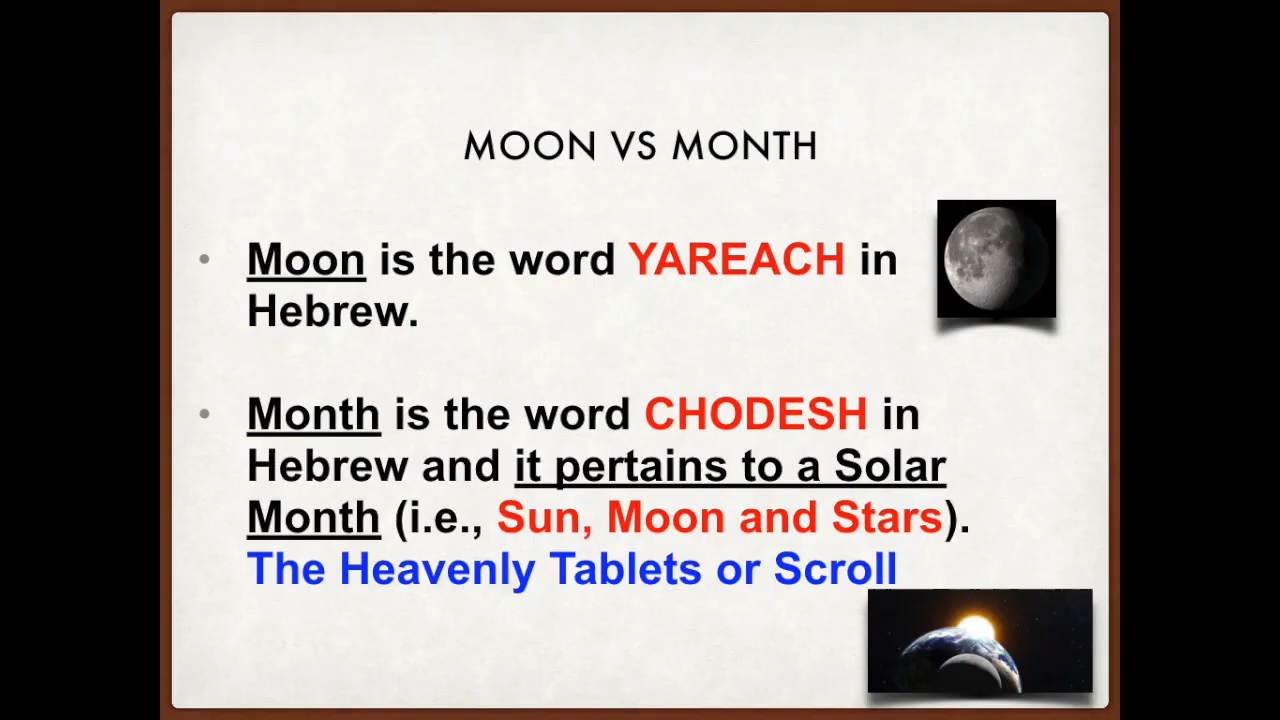 MOON VS MONTH
• Moon is the word YAREACH in
Hebrew.
• Month is the word CHODESH in
Hebrew and it pertains to a Solar
Month (i.e., Sun, Moon and Stars).
The Heavenly Tablets or Scroll